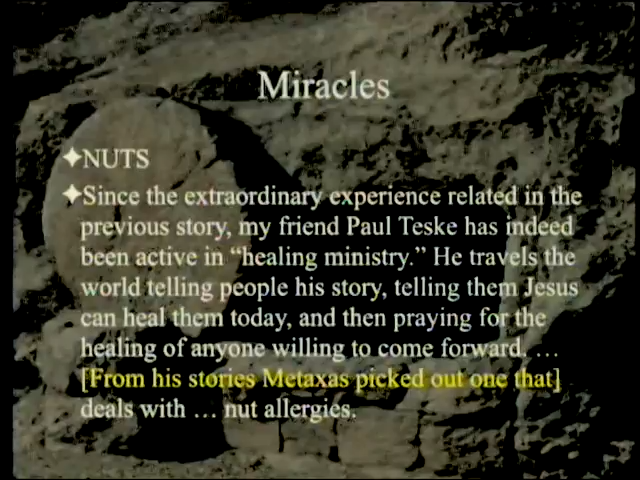 Miracles
✦NUTS
✦Since the extraordinary experience related in the
previous story, my friend Paul Teske has indeed
been active in “healing ministry.” He travels the
world telling people his story, telling them Jesus
can heal them today, and then praying for the
healing of anyone willing to come forward. …
[From his stories Metaxas picked out one that]
deals with … nut allergies.